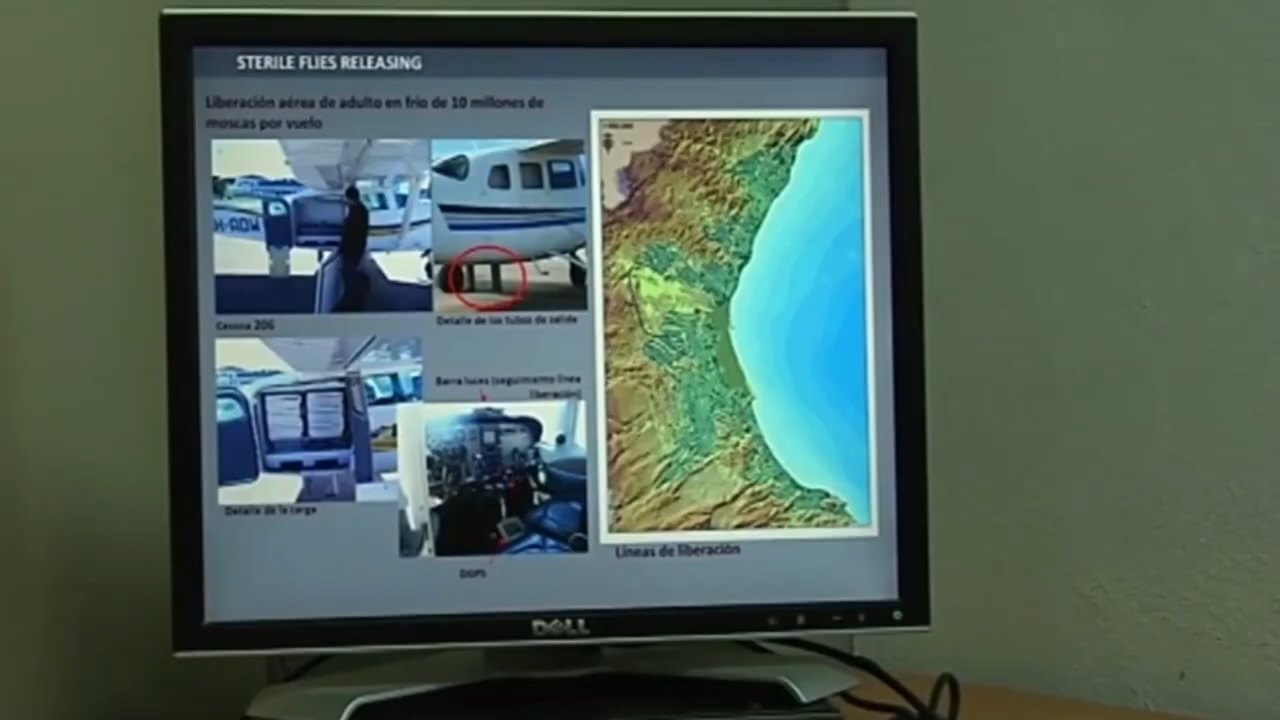 STERILE FLIES RELEASING
Liberación aérea de adulto en frio de 10 millones de
moscas por vuelo
Cessna 206
Detalle de los tubos de salida
Barra luces (seguimiento línea
liberación)
Detalle de la carga
DGPS
Líneas de liberación
DELL